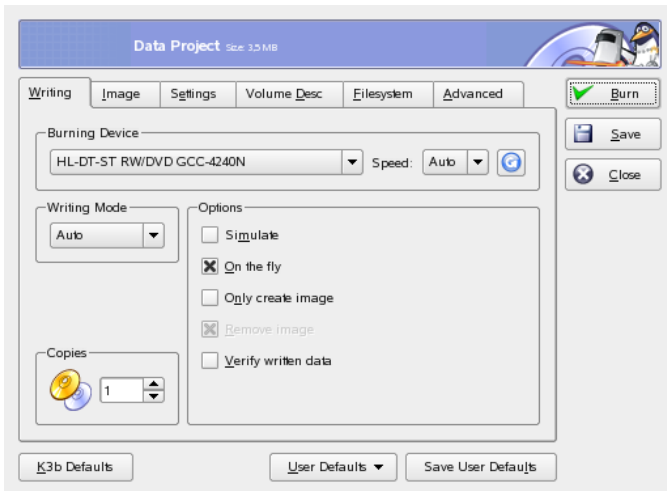 Data Project Size: 3,5 MB
Writing Image Settings Volume Desc Filesystem Advanced
Burn
Save
Close
Burning Device
HL-DT-ST RW/DVD GCC-4240N Speed: Auto
Writing Mode
Auto
Options
Simulate
On the fly
Only create image
Remove image
Verify written data
Copies
1
K3b Defaults User Defaults Save User Defaults